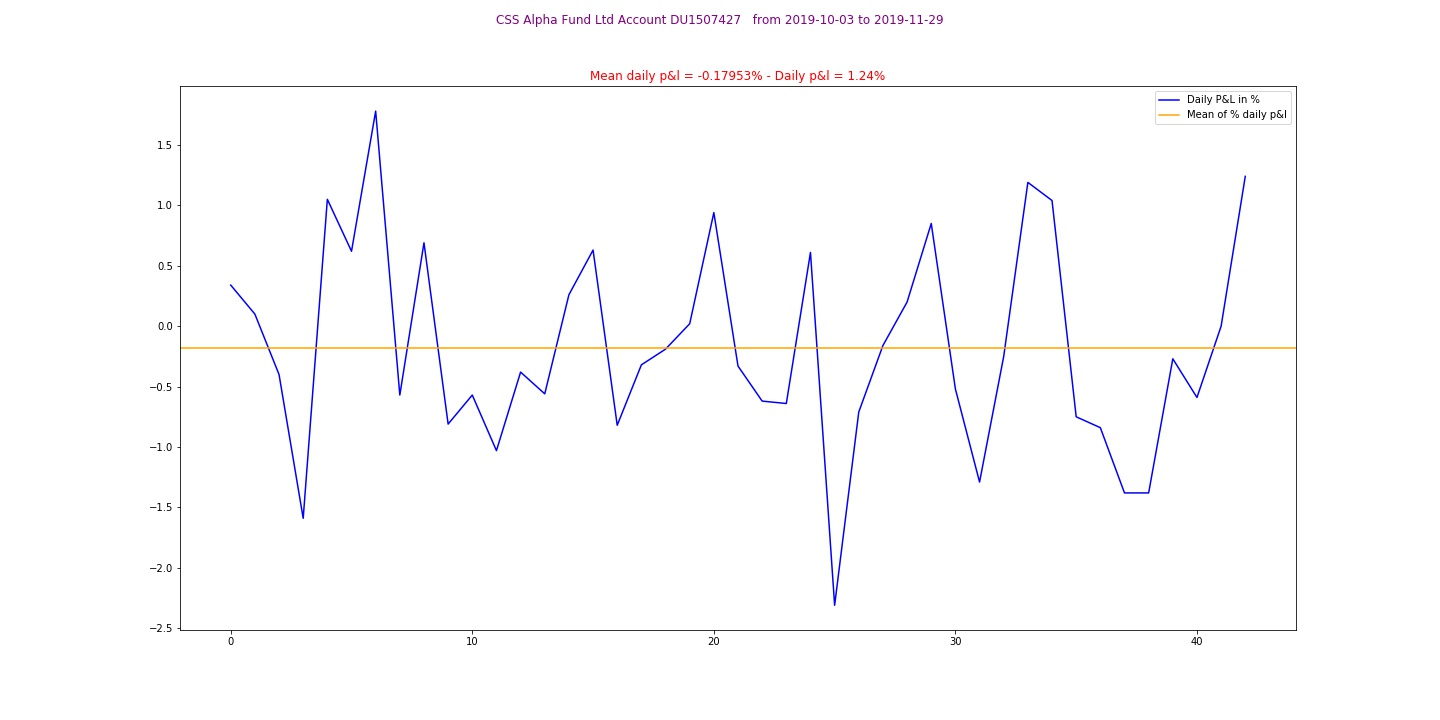 CSS Alpha Fund Ltd Account DU1507427   from 2019-10-03 to 2019-11-29
Mean daily p&l = -0.17953% - Daily p&l = 1.24%
Daily P&L in %
Mean of % daily p&l
1.5
1.0
0.5
0.0
−0.5
−1.0
−1.5
−2.0
−2.5
0 10 20 30 40